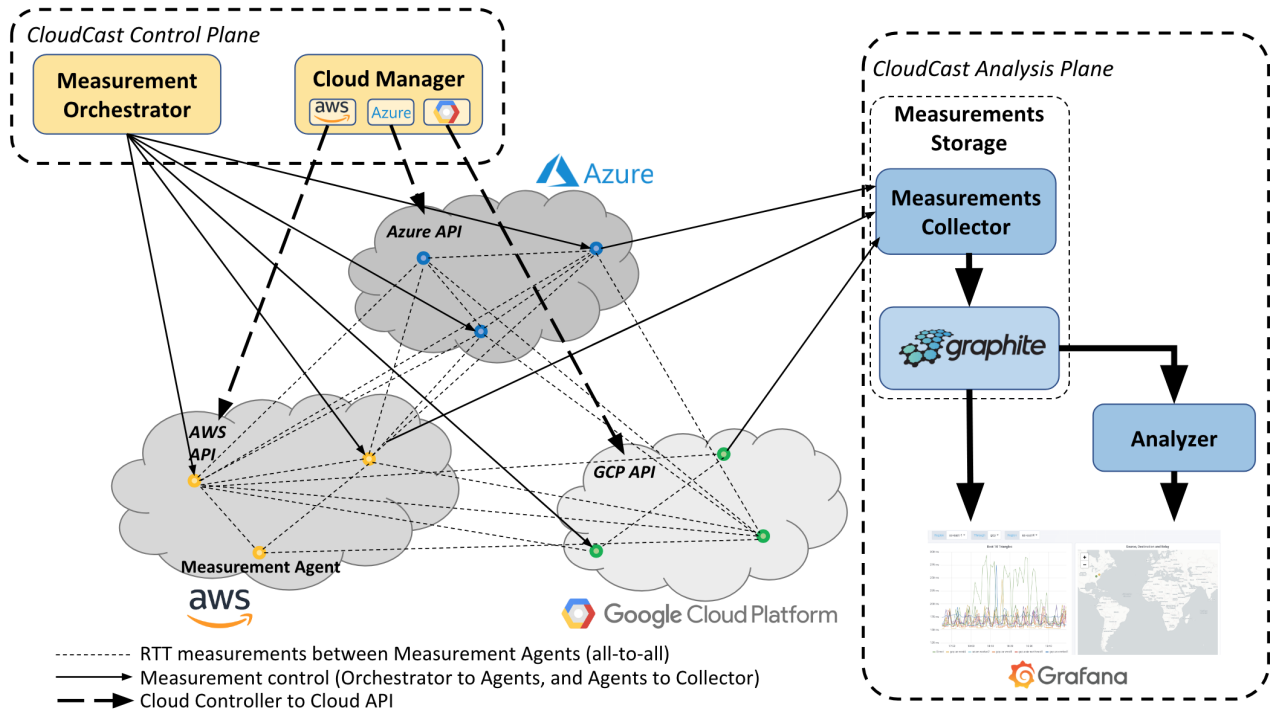 CloudCast Control Plane
Measurement
Orchestrator
Cloud Manager
aws
Azure
CloudCast Analysis Plane
Measurements
Storage
Measurements
Collector
graphite
Analyzer
Grafana
Azure
Azure API
AWS
API
GCP API
Measurement Agent
aws
Google Cloud Platform
RTT measurements between Measurement Agents (all-to-all)
Measurement control (Orchestrator to Agents, and Agents to Collector)
Cloud Controller to Cloud API